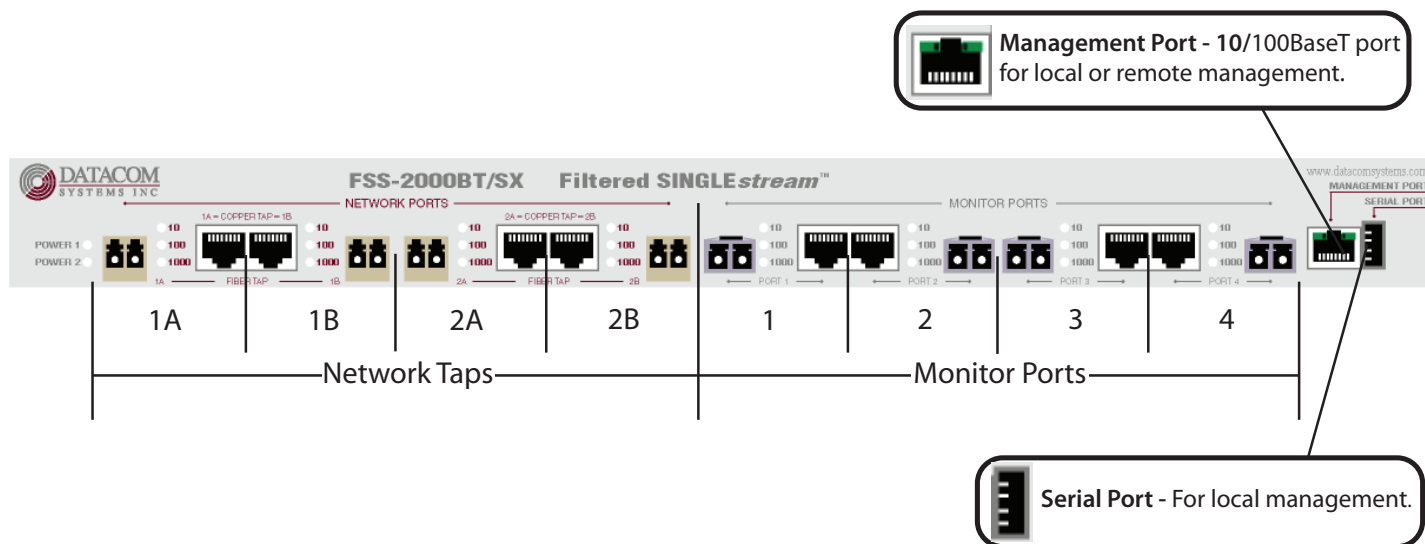 Management Port - 10/100BaseT port
for local or remote management.
DATACOM
SYSTEMS INC
FSS-2000BT/SX Filtered SINGLEstream™
www.datacomsystems.com
MANAGEMENT PORT
SERIAL PORT
NETWORK PORTS
MONITOR PORTS
1A = COPPER TAP = 1B
2A = COPPER TAP = 2B
POWER 1
POWER 2
10
100
1000
10
100
1000
10
100
1000
10
100
1000
10
100
1000
10
100
1000
10
100
1000
10
100
1000
1A FIBER TAP 1B
2A FIBER TAP 2B
PORT 1
PORT 2
PORT 3
PORT 4
1A 1B 2A 2B 1 2 3 4
Network Taps
Monitor Ports
Serial Port - For local management.